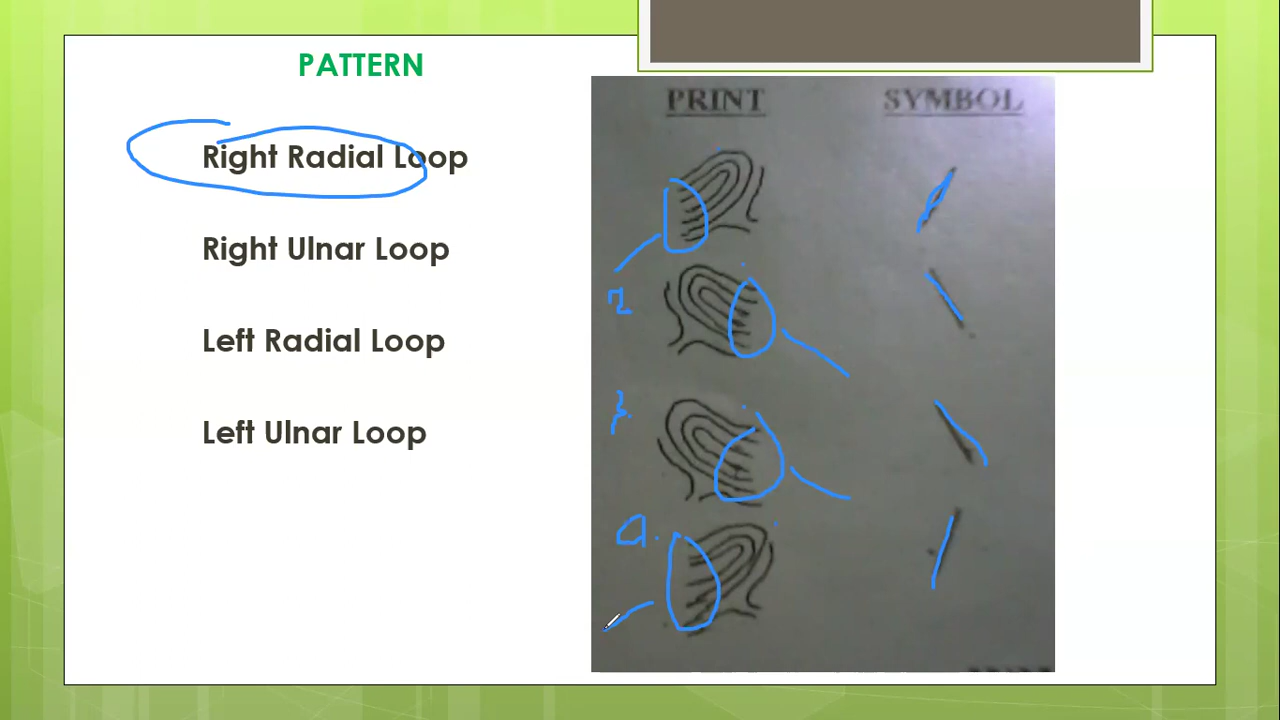 PATTERN
PRINT SYMBOL
Right Radial Loop
Right Ulnar Loop
Left Radial Loop
Left Ulnar Loop